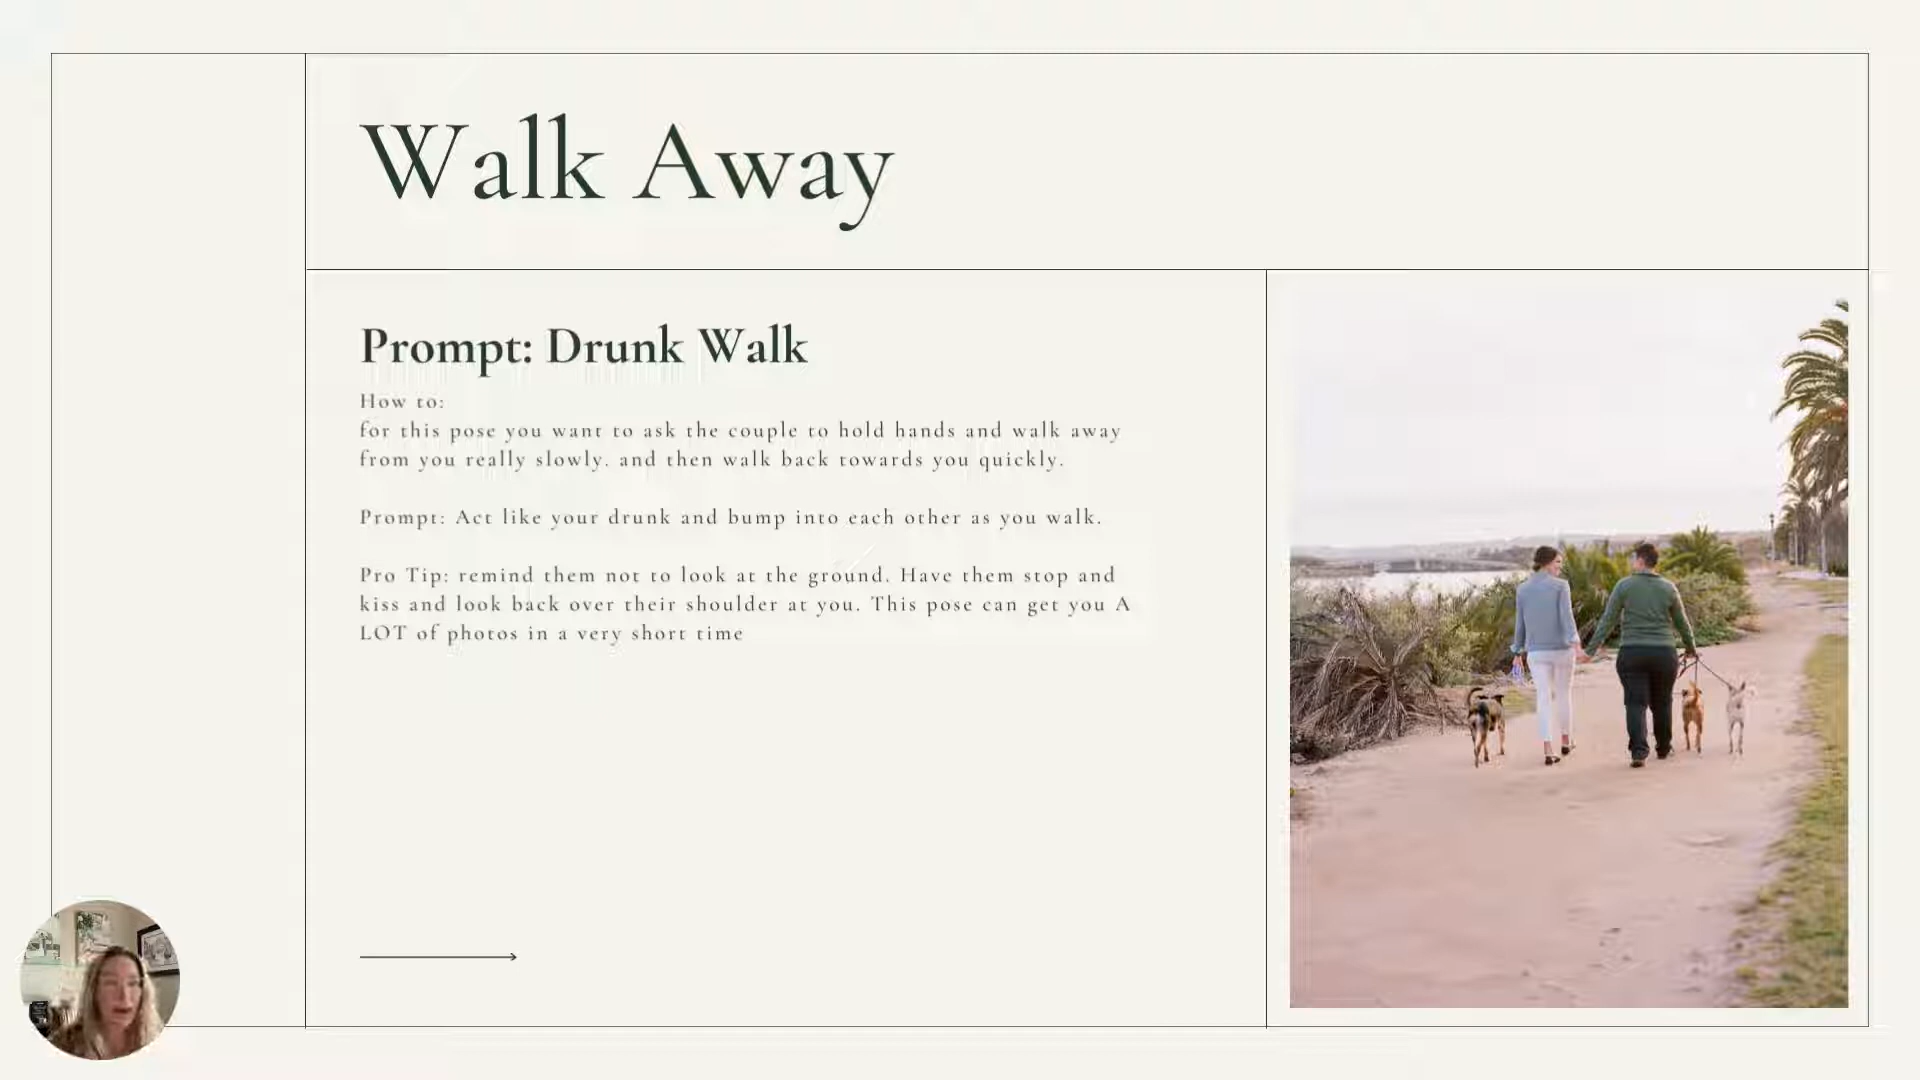 Walk Away
Prompt: Drunk Walk
How to:
for this pose you want to ask the couple to hold hands and walk away
from you really slowly. and then walk back towards you quickly.
Prompt: Act like your drunk and bump into each other as you walk.
Pro Tip: remind them not to look at the ground. Have them stop and
kiss and look back over their shoulder at you. This pose can get you A
LOT of photos in a very short time